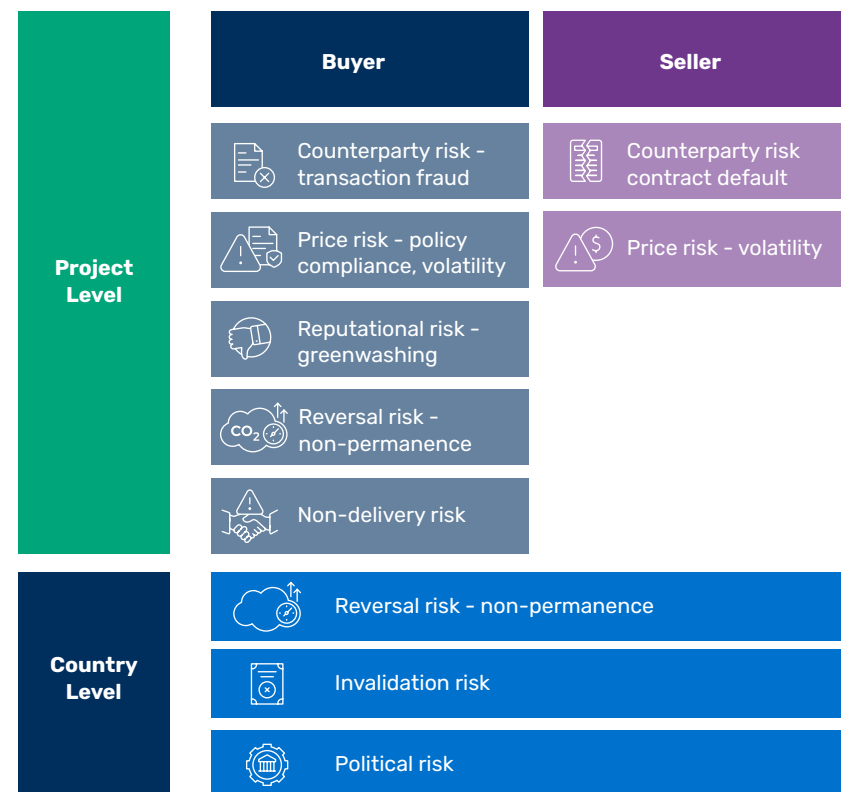 Buyer
Seller
Project
Level
Counterparty risk -
transaction fraud
Counterparty risk
contract default
Price risk - policy
compliance, volatility
Price risk - volatility
Reputational risk -
greenwashing
CO₂
Reversal risk -
non-permanence
Non-delivery risk
Country
Level
Reversal risk - non-permanence
Invalidation risk
Political risk